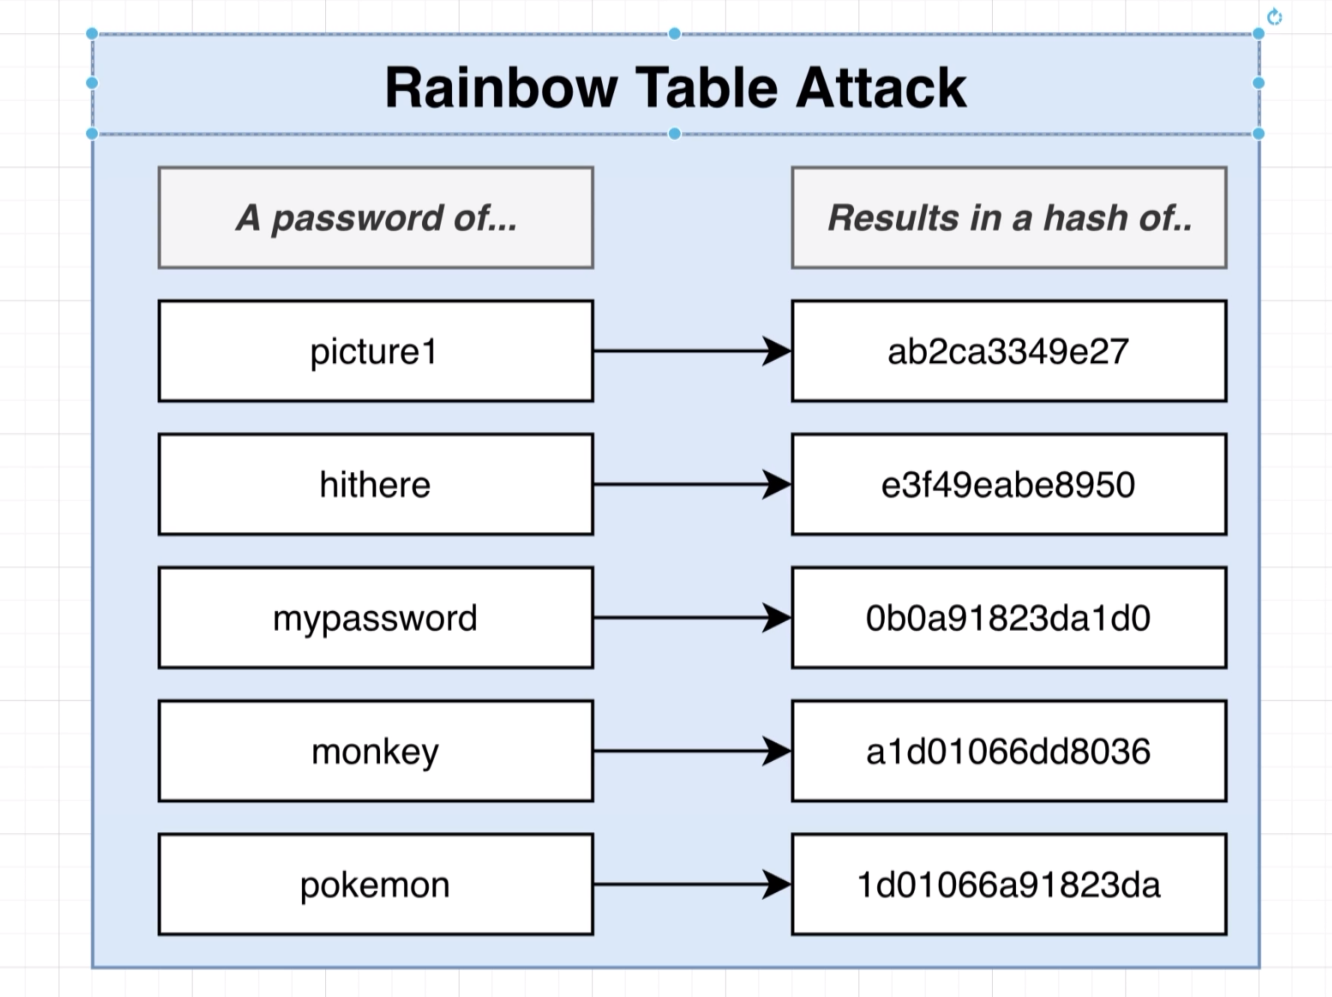 Rainbow Table Attack
A password of...
Results in a hash of..
picture1
ab2ca3349e27
hithere
e3f49eabe8950
mypassword
0b0a91823da1d0
monkey
a1d01066dd8036
pokemon
1d01066a91823da